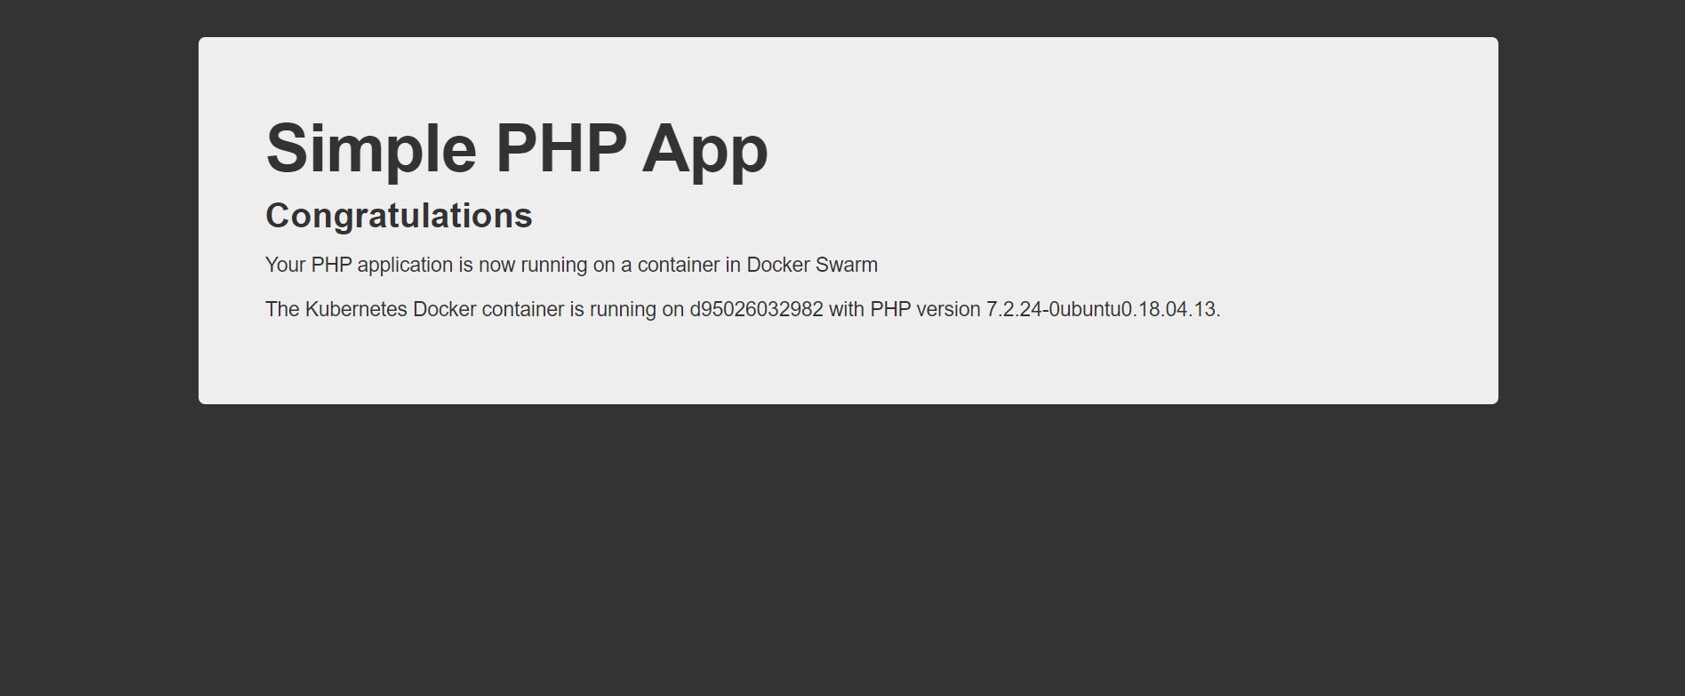 Simple PHP App
Congratulations
Your PHP application is now running on a container in Docker Swarm
The Kubernetes Docker container is running on d95026032982 with PHP version 7.2.24-0ubuntu0.18.04.13.